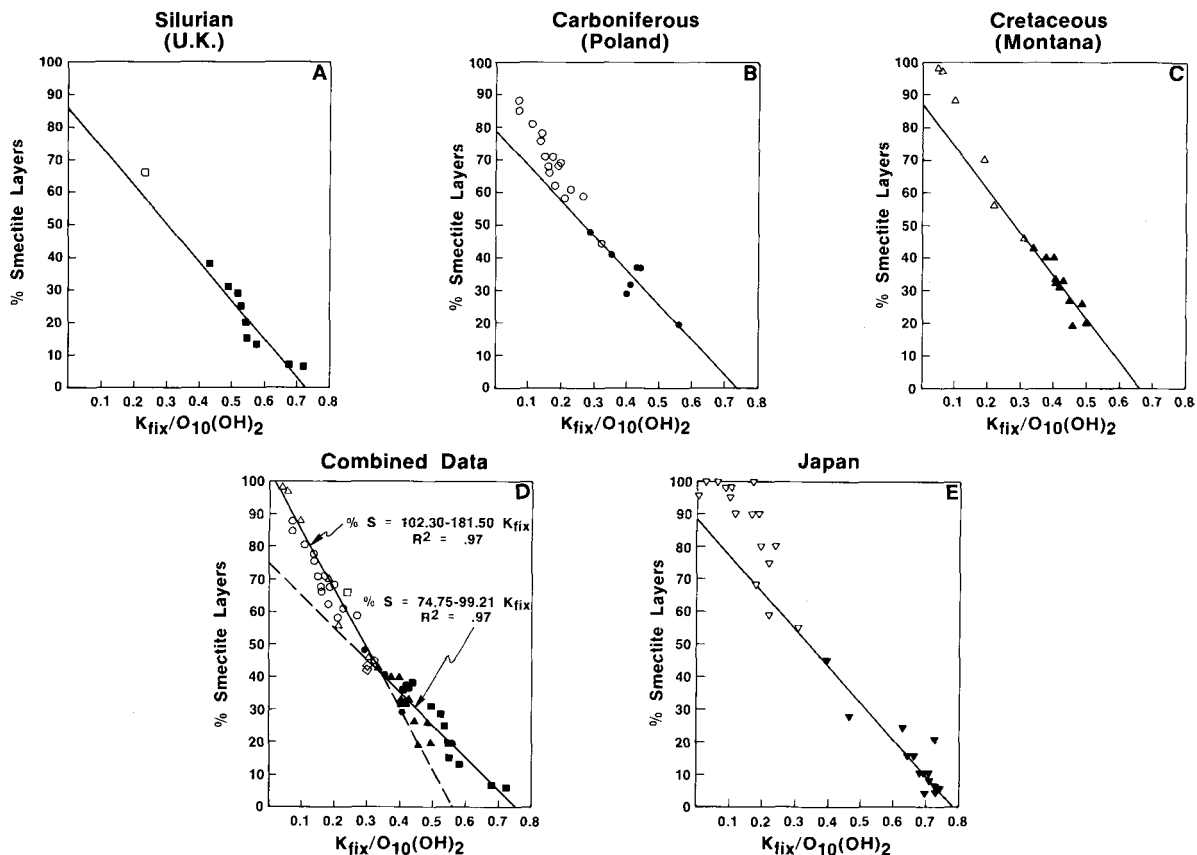 Silurian
(U.K.)
Carboniferous
(Poland)
Cretaceous
(Montana)
A
100
90
80
70
60
50
40
30
20
10
0
% Smectite Layers
0.1 0.2 0.3 0.4 0.5 0.6 0.7 0.8
Kfix/O10(OH)2
B
100
90
80
70
60
50
40
30
20
10
0
% Smectite Layers
0.1 0.2 0.3 0.4 0.5 0.6 0.7 0.8
Kfix/O10(OH)2
C
100
90
80
70
60
50
40
30
20
10
0
% Smectite Layers
0.1 0.2 0.3 0.4 0.5 0.6 0.7 0.8
Kfix/O10(OH)2
Combined Data
D
100
90
80
70
60
50
40
30
20
10
0
% Smectite Layers
% S = 102.30-181.50 Kfix
R2 = .97
% S = 74.75-99.21 Kfix
R2 = .97
0.1 0.2 0.3 0.4 0.5 0.6 0.7 0.8
Kfix/O10(OH)2
Japan
E
100
90
80
70
60
50
40
30
20
10
0
% Smectite Layers
0.1 0.2 0.3 0.4 0.5 0.6 0.7 0.8
Kfix/O10(OH)2